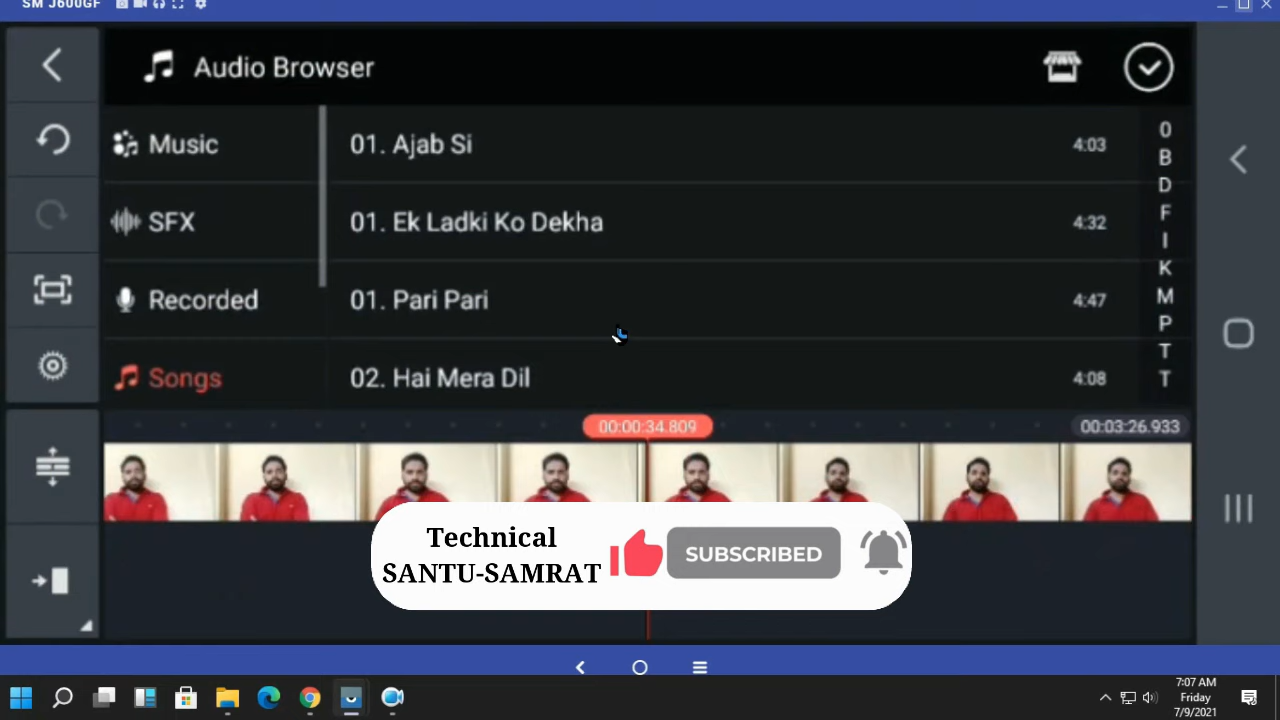 SM J600GF
Audio Browser
Music
01. Ajab Si
4:03
SFX
01. Ek Ladki Ko Dekha
4:32
Recorded
01. Pari Pari
4:47
Songs
02. Hai Mera Dil
4:08
0
B
D
F
I
K
M
P
T
T
00:00:34.809
00:03:26.933
Technical
SANTU-SAMRAT
SUBSCRIBED
7:07 AM
Friday
7/9/2021